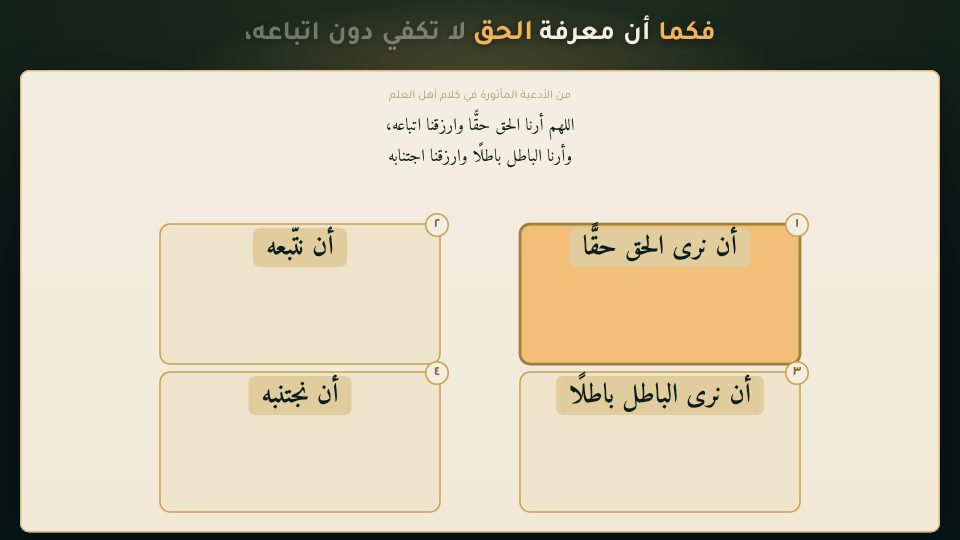 فكما أن معرفة الحق لا تكفي دون اتباعه،
من الأدعية المأثورة في كلام أهل العلم
اللهم أرنا الحق حقًّا وارزقنا اتباعه،
وأرنا الباطل باطلًا وارزقنا اجتنابه
١
أن نرى الحق حقًّا
٢
أن نتّبعه
٣
أن نرى الباطل باطلًا
٤
أن نجتنبه